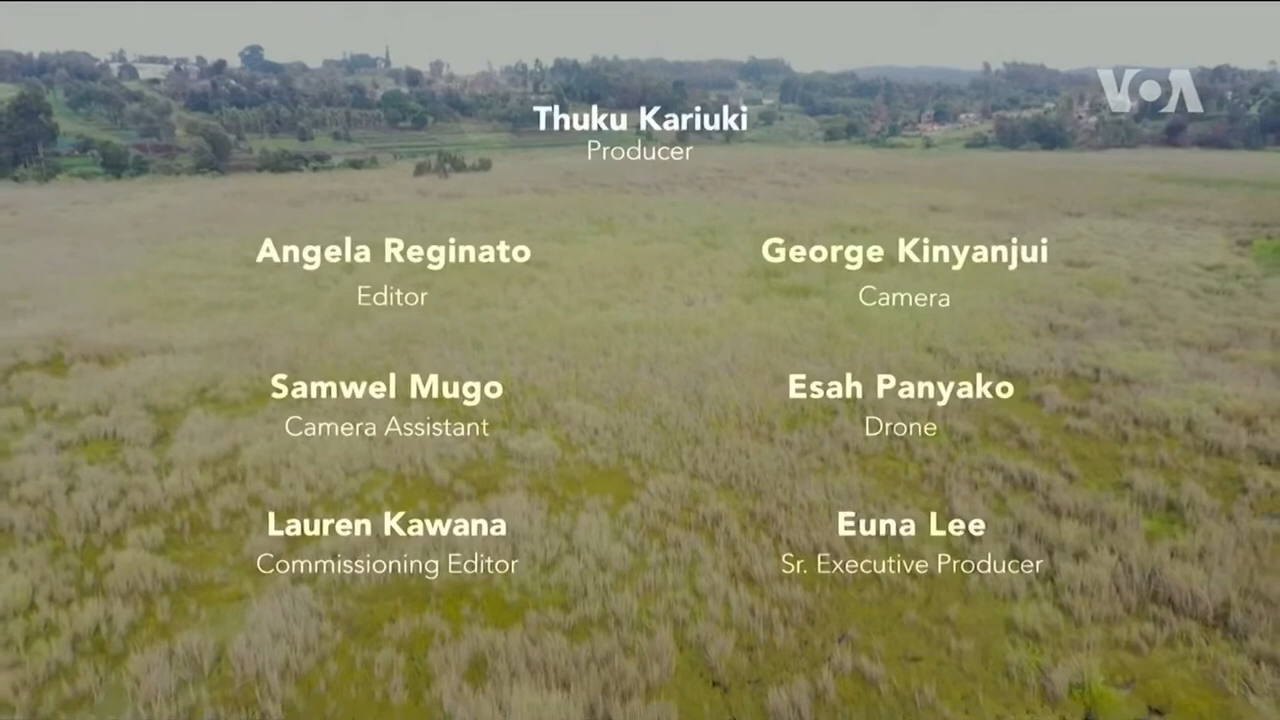 VOA
Thuku Kariuki
Producer
Angela Reginato
Editor
George Kinyanjui
Camera
Samwel Mugo
Camera Assistant
Esah Panyako
Drone
Lauren Kawana
Commissioning Editor
Euna Lee
Sr. Executive Producer